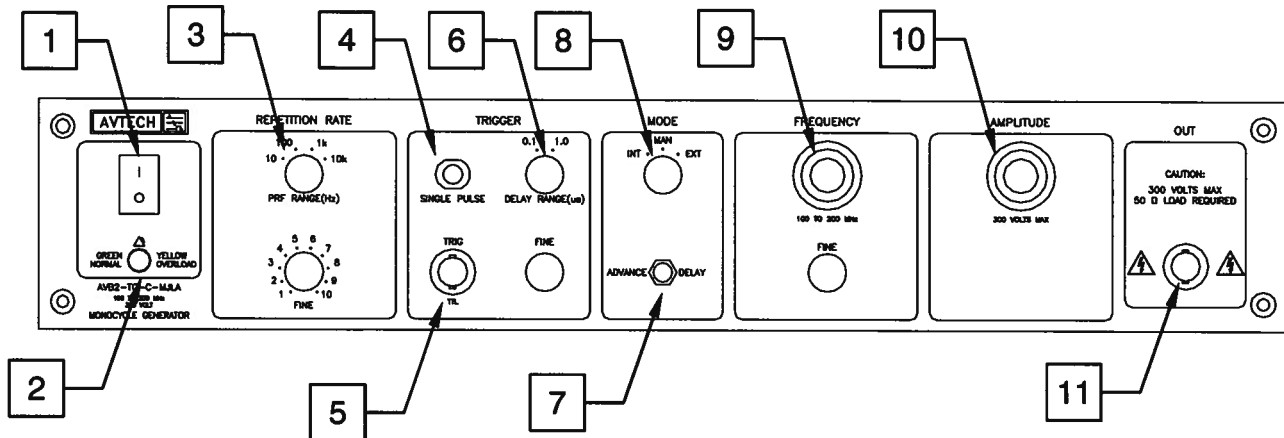 1
3
4
6
8
9
10
AVTECH
REPETITION RATE
TRIGGER
MODE
FREQUENCY
AMPLITUDE
OUT
I
O
GREEN NORMAL
YELLOW OVERLOAD
AVB2-TG-C-MJLA
MONOCYCLE GENERATOR
10 100 1k 10k
PRF RANGE(Hz)
1 2 3 4 5 6 7 8 9 10
FINE
SINGLE PULSE
0.1 1.0
DELAY RANGE(us)
TRIG
TTL
FINE
INT MAN EXT
ADVANCE DELAY
100 TO 200 MHz
FINE
300 VOLTS MAX
CAUTION:
300 VOLTS MAX
50 Ω LOAD REQUIRED
2
5
7
11